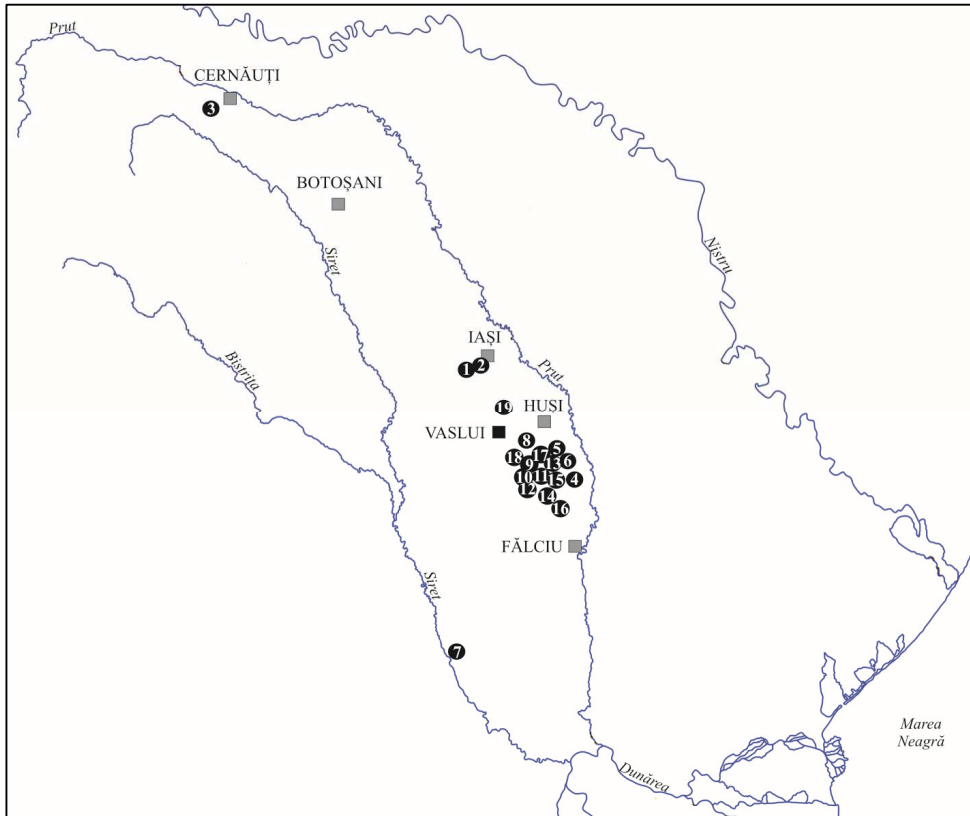 Prut
CERNĂUȚI
3
BOTOȘANI
Siret
Nistru
Bistrița
IAȘI
1
2
Prut
19
HUȘI
VASLUI
8
5
17
18
9
13
6
10
11
15
4
12
14
16
FĂLCIU
Siret
7
Marea
Neagră
Dunărea